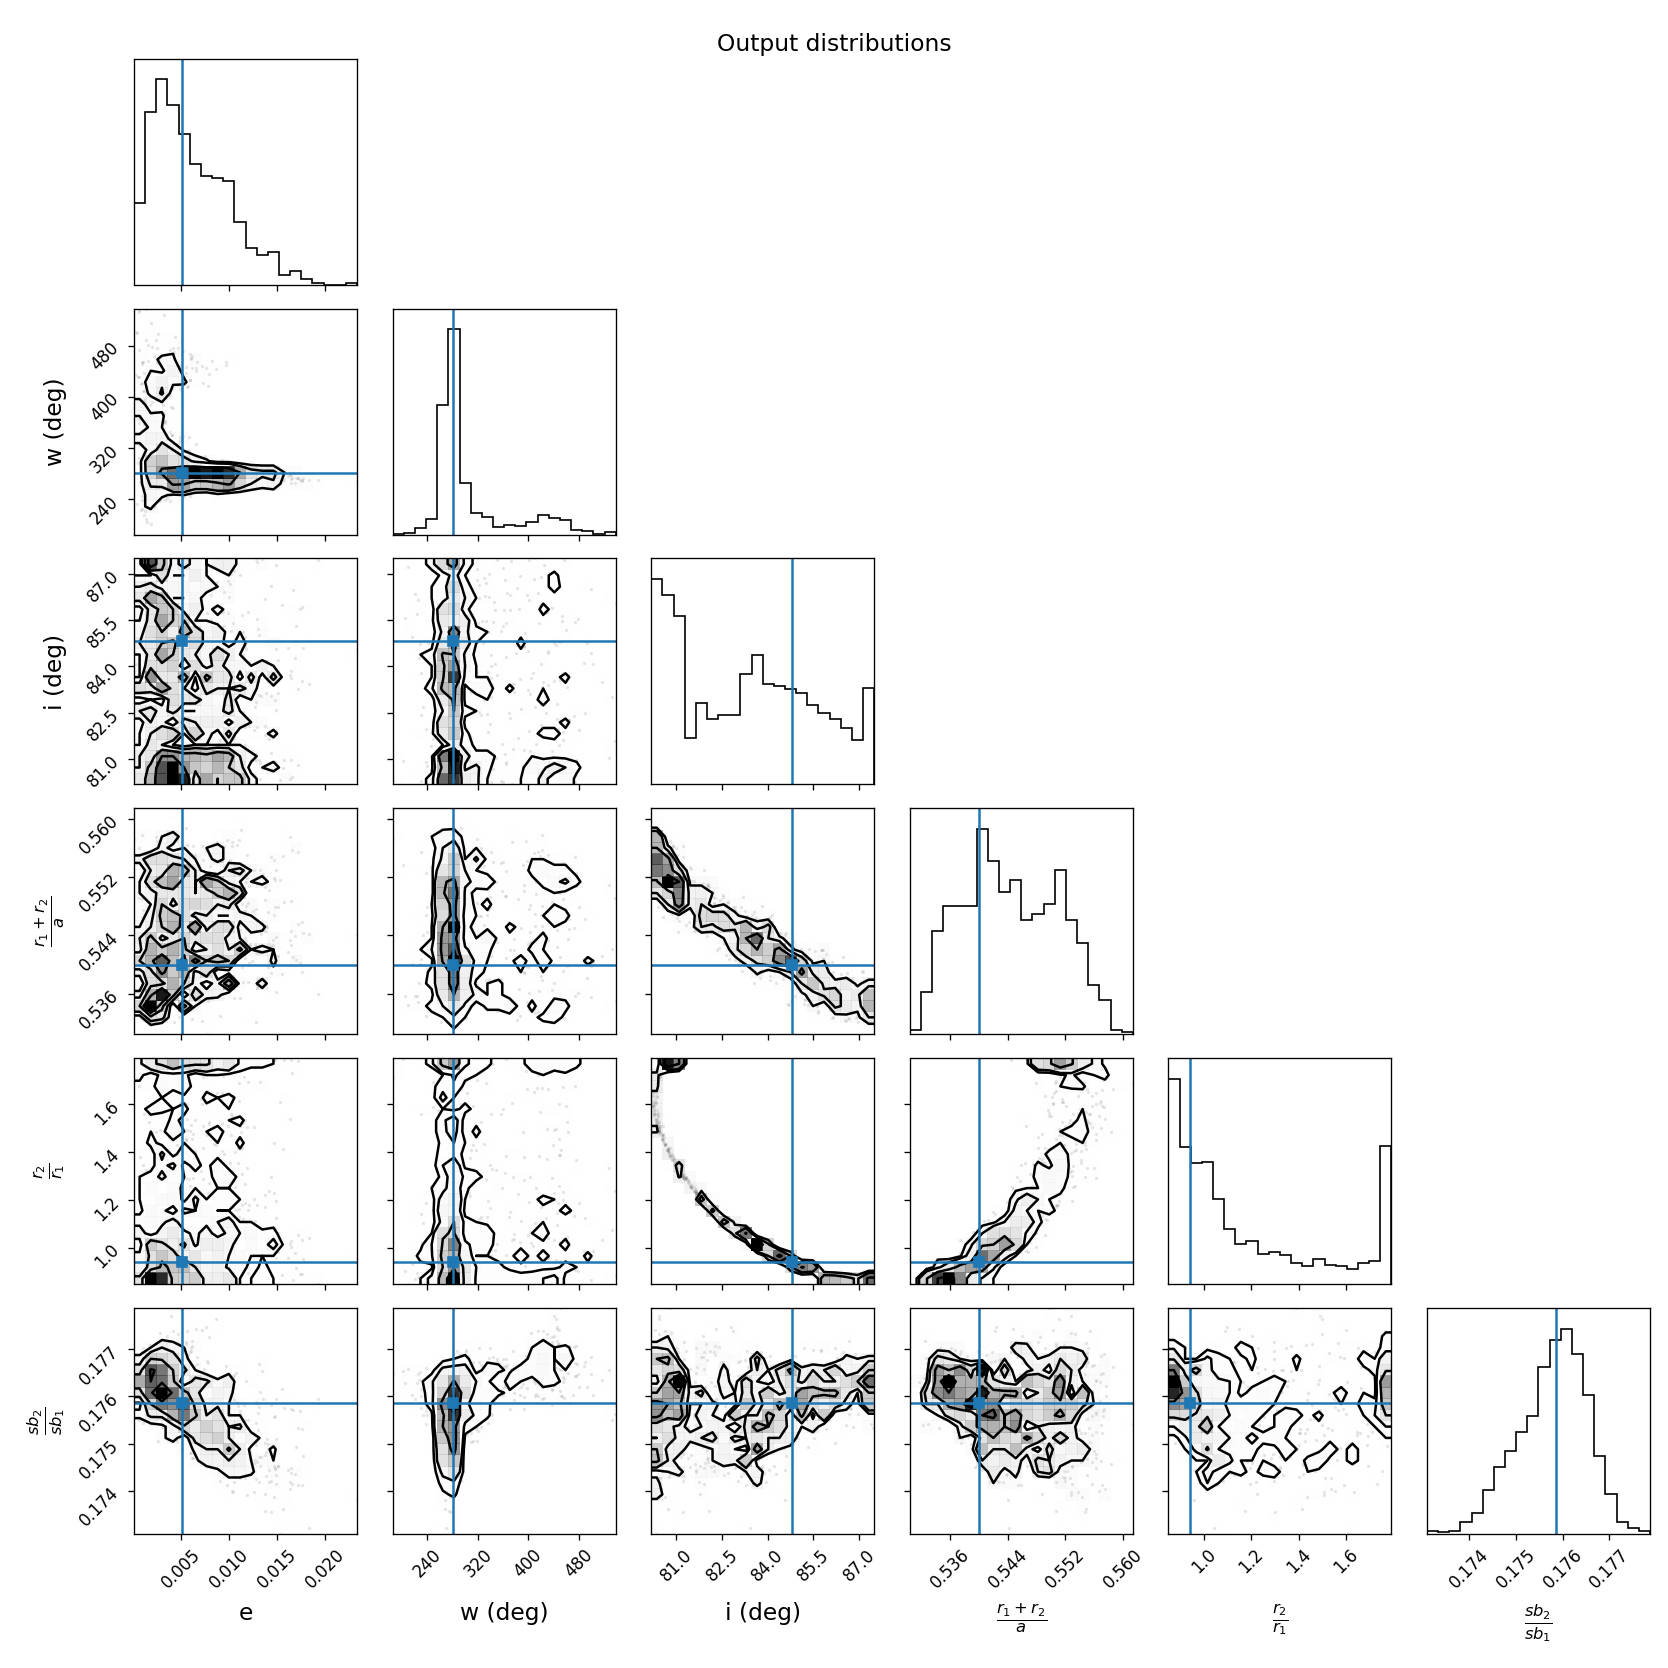 Output distributions
480
400
320
240
w (deg)
87.0
85.5
84.0
82.5
81.0
i (deg)
0.560
0.552
0.544
0.536
r₁ + r₂
a
1.6
1.4
1.2
1.0
r₂
r₁
0.177
0.176
0.175
0.174
sb₂
sb₁
0.005 0.010 0.015 0.020 240 320 400 480 81.0 82.5 84.0 85.5 87.0 0.536 0.544 0.552 0.560 1.0 1.2 1.4 1.6 0.174 0.175 0.176 0.177
e w (deg) i (deg)
r₁ + r₂
a
r₂
r₁
sb₂
sb₁